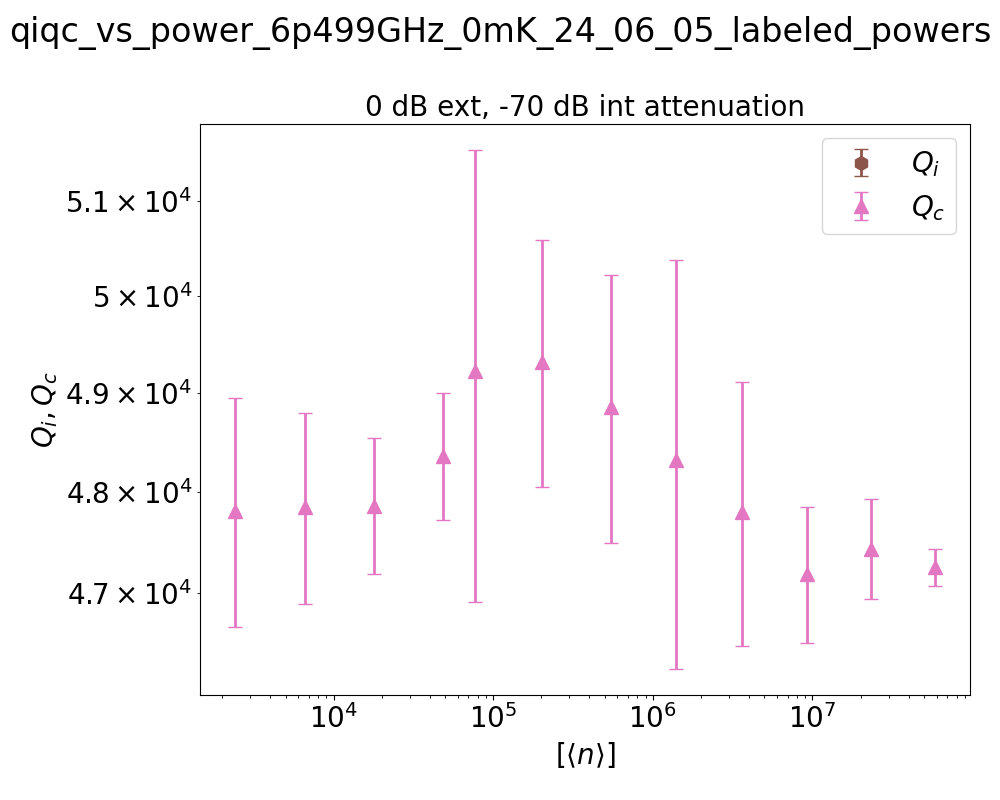 qiqc_vs_power_6p499GHz_0mK_24_06_05_labeled_powers
0 dB ext, -70 dB int attenuation
Q_i
Q_c
5.1 × 10^4
5 × 10^4
4.9 × 10^4
4.8 × 10^4
4.7 × 10^4
Q_i, Q_c
10^4 10^5 10^6 10^7
[⟨n⟩]